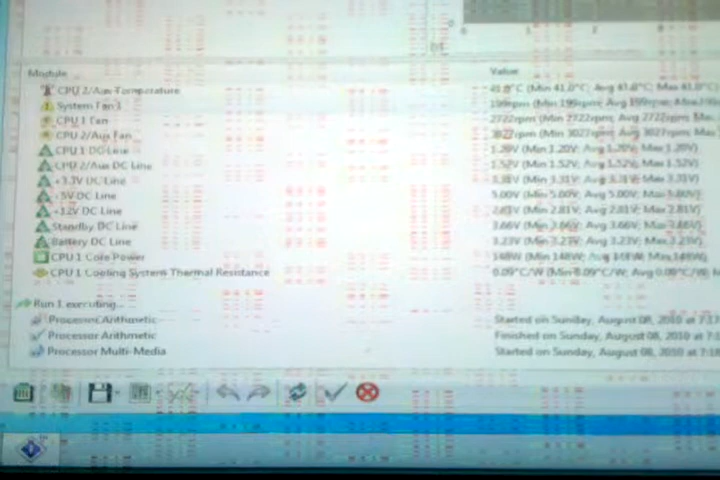 Module Value
CPU 2/Aux Temperature 41.0°C (Min 41.0°C; Avg 41.0°C; Max 41.0°C)
System Fan 1
CPU 1 Fan 2722rpm (Min 2722rpm; Avg 2722rpm; Max
CPU 2/Aux Fan 3027rpm (Min 3027rpm; Avg 3027rpm; Max
CPU 1 DC Line 1.20V (Min 1.20V; Avg 1.20V; Max 1.20V)
CPU 2/Aux DC Line 1.52V (Min 1.52V; Avg 1.52V; Max 1.52V)
+3.3V DC Line 3.31V (Min 3.31V; Avg 3.31V; Max 3.31V)
+5V DC Line 5.00V (Min 5.00V; Avg 5.00V; Max 5.00V)
+12V DC Line 2.81V (Min 2.81V; Avg 2.81V; Max 2.81V)
Standby DC Line 3.66V (Min 3.66V; Avg 3.66V; Max 3.66V)
Battery DC Line 3.23V (Min 3.23V; Avg 3.23V; Max 3.23V)
CPU 1 Core Power 148W (Min 148W; Avg 148W; Max 148W)
CPU 1 Cooling System Thermal Resistance 0.09°C/W (Min 0.09°C/W; Avg 0.09°C/W;
Run 1 executing...
Processor Arithmetic Started on Sunday, August 08, 2010 at
Processor Arithmetic Finished on Sunday, August 08, 2010 at
Processor Multi-Media Started on Sunday, August 08, 2010 at